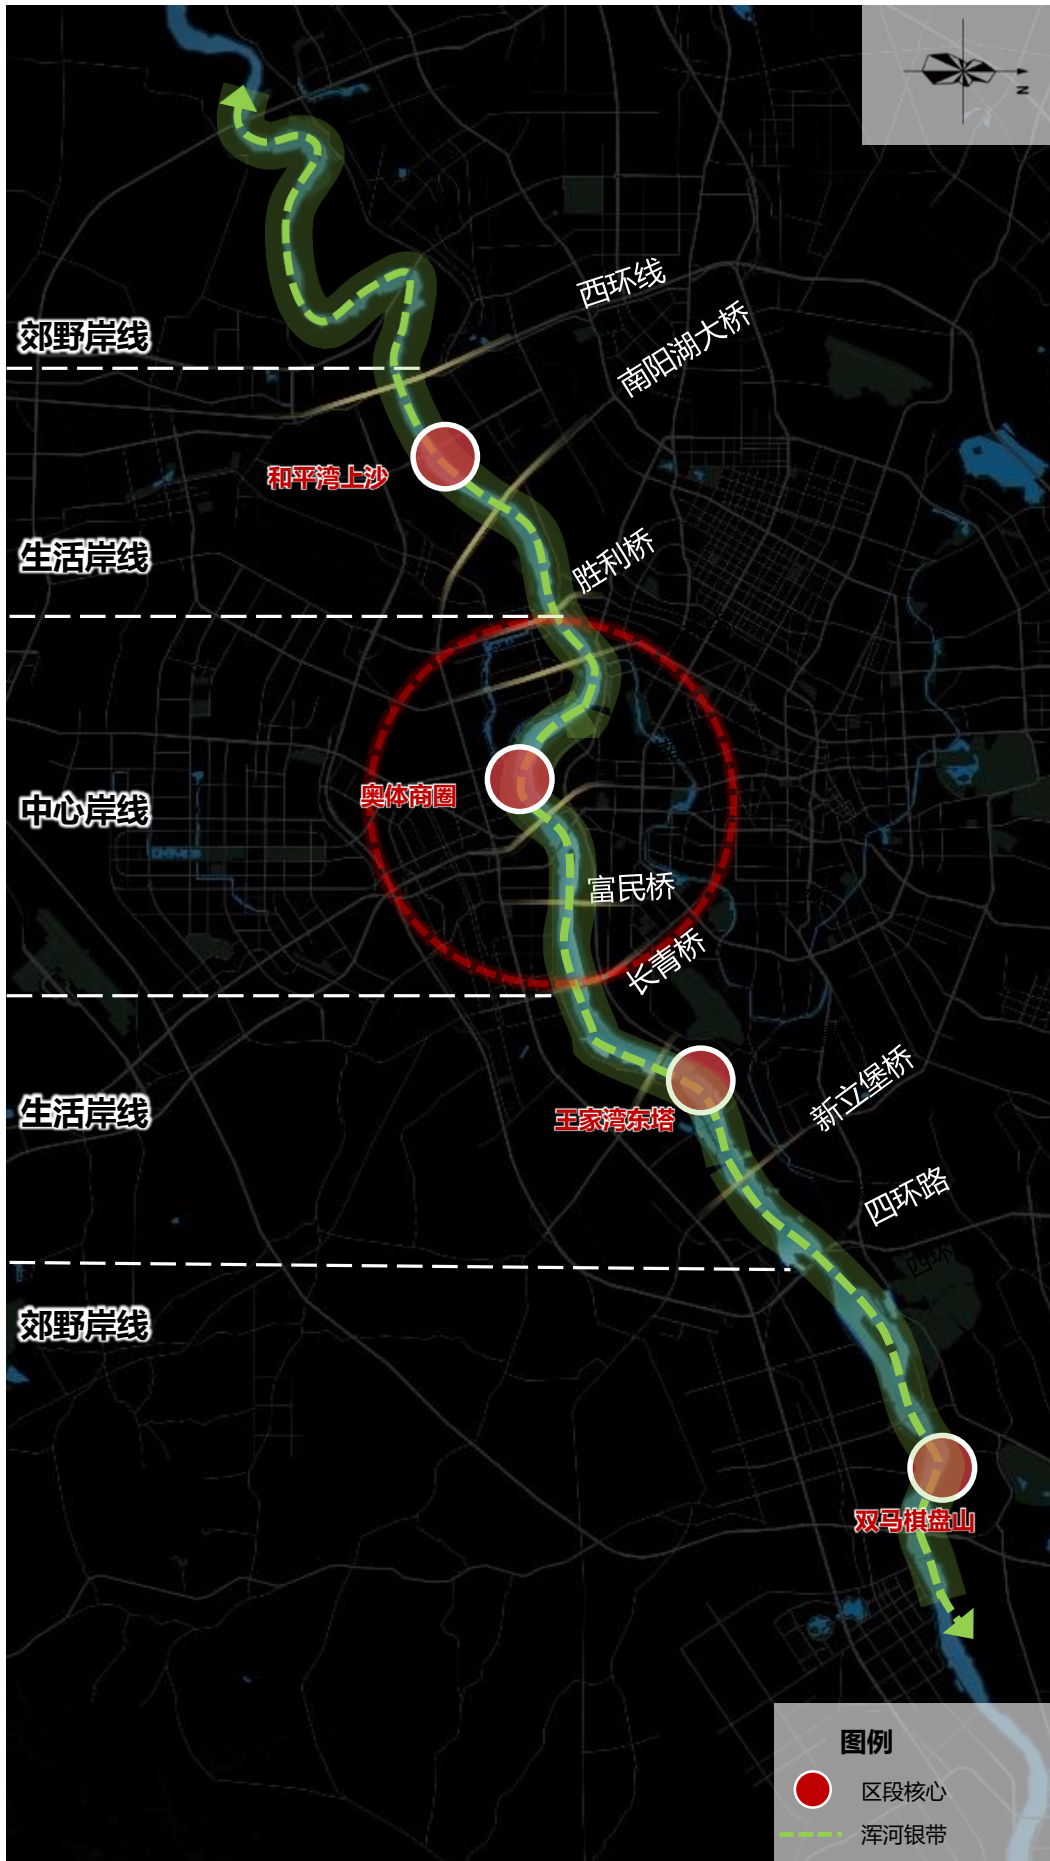 N
西环线
南阳湖大桥
郊野岸线
和平湾上沙
胜利桥
生活岸线
奥体商圈
中心岸线
富民桥
长青桥
新立堡桥
生活岸线
王家湾东塔
四环路
四环
郊野岸线
双马棋盘山
图例
区段核心
浑河银带